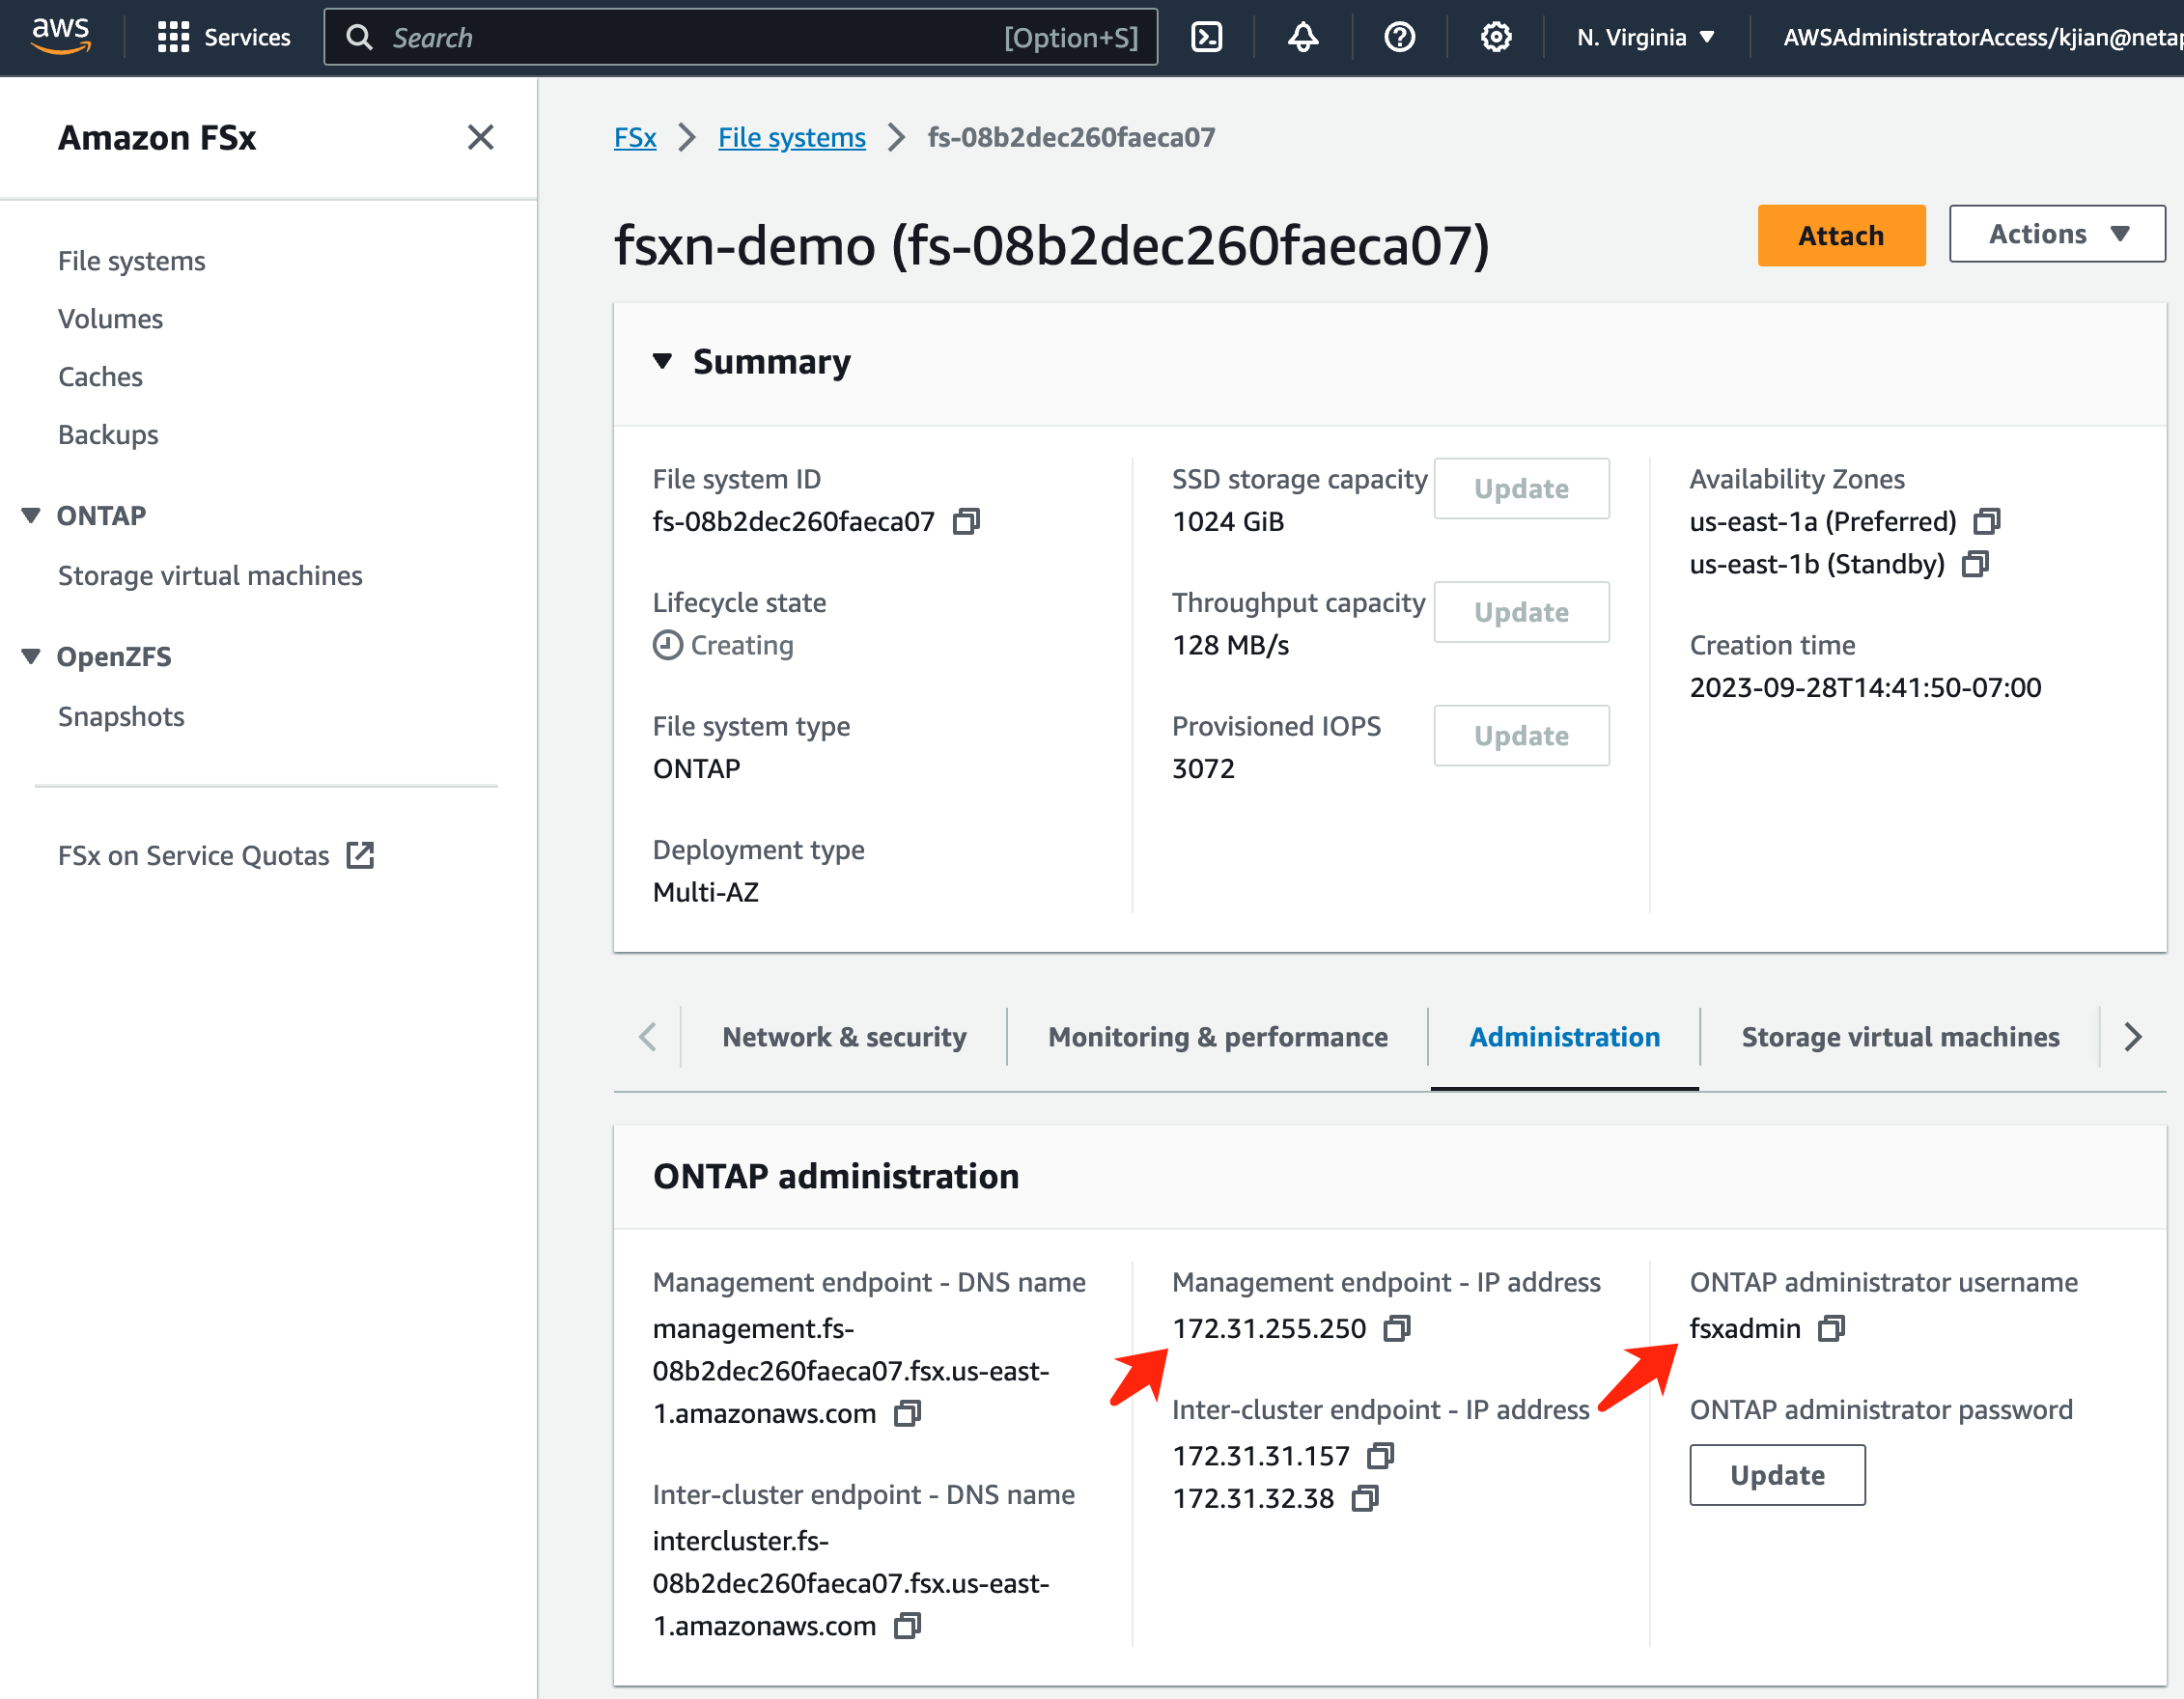 aws
Services
Search
[Option+S]
N. Virginia
AWSAdministratorAccess/kjian@netap
Amazon FSx
File systems
Volumes
Caches
Backups
ONTAP
Storage virtual machines
OpenZFS
Snapshots
FSx on Service Quotas
FSx
File systems
fs-08b2dec260faeca07
fsxn-demo (fs-08b2dec260faeca07)
Attach
Actions
Summary
File system ID
fs-08b2dec260faeca07
Lifecycle state
Creating
File system type
ONTAP
Deployment type
Multi-AZ
SSD storage capacity
Update
1024 GiB
Throughput capacity
Update
128 MB/s
Provisioned IOPS
Update
3072
Availability Zones
us-east-1a (Preferred)
us-east-1b (Standby)
Creation time
2023-09-28T14:41:50-07:00
Network & security
Monitoring & performance
Administration
Storage virtual machines
ONTAP administration
Management endpoint - DNS name
management.fs-
08b2dec260faeca07.fsx.us-east-
1.amazonaws.com
Inter-cluster endpoint - DNS name
intercluster.fs-
08b2dec260faeca07.fsx.us-east-
1.amazonaws.com
Management endpoint - IP address
172.31.255.250
Inter-cluster endpoint - IP address
172.31.31.157
172.31.32.38
ONTAP administrator username
fsxadmin
ONTAP administrator password
Update